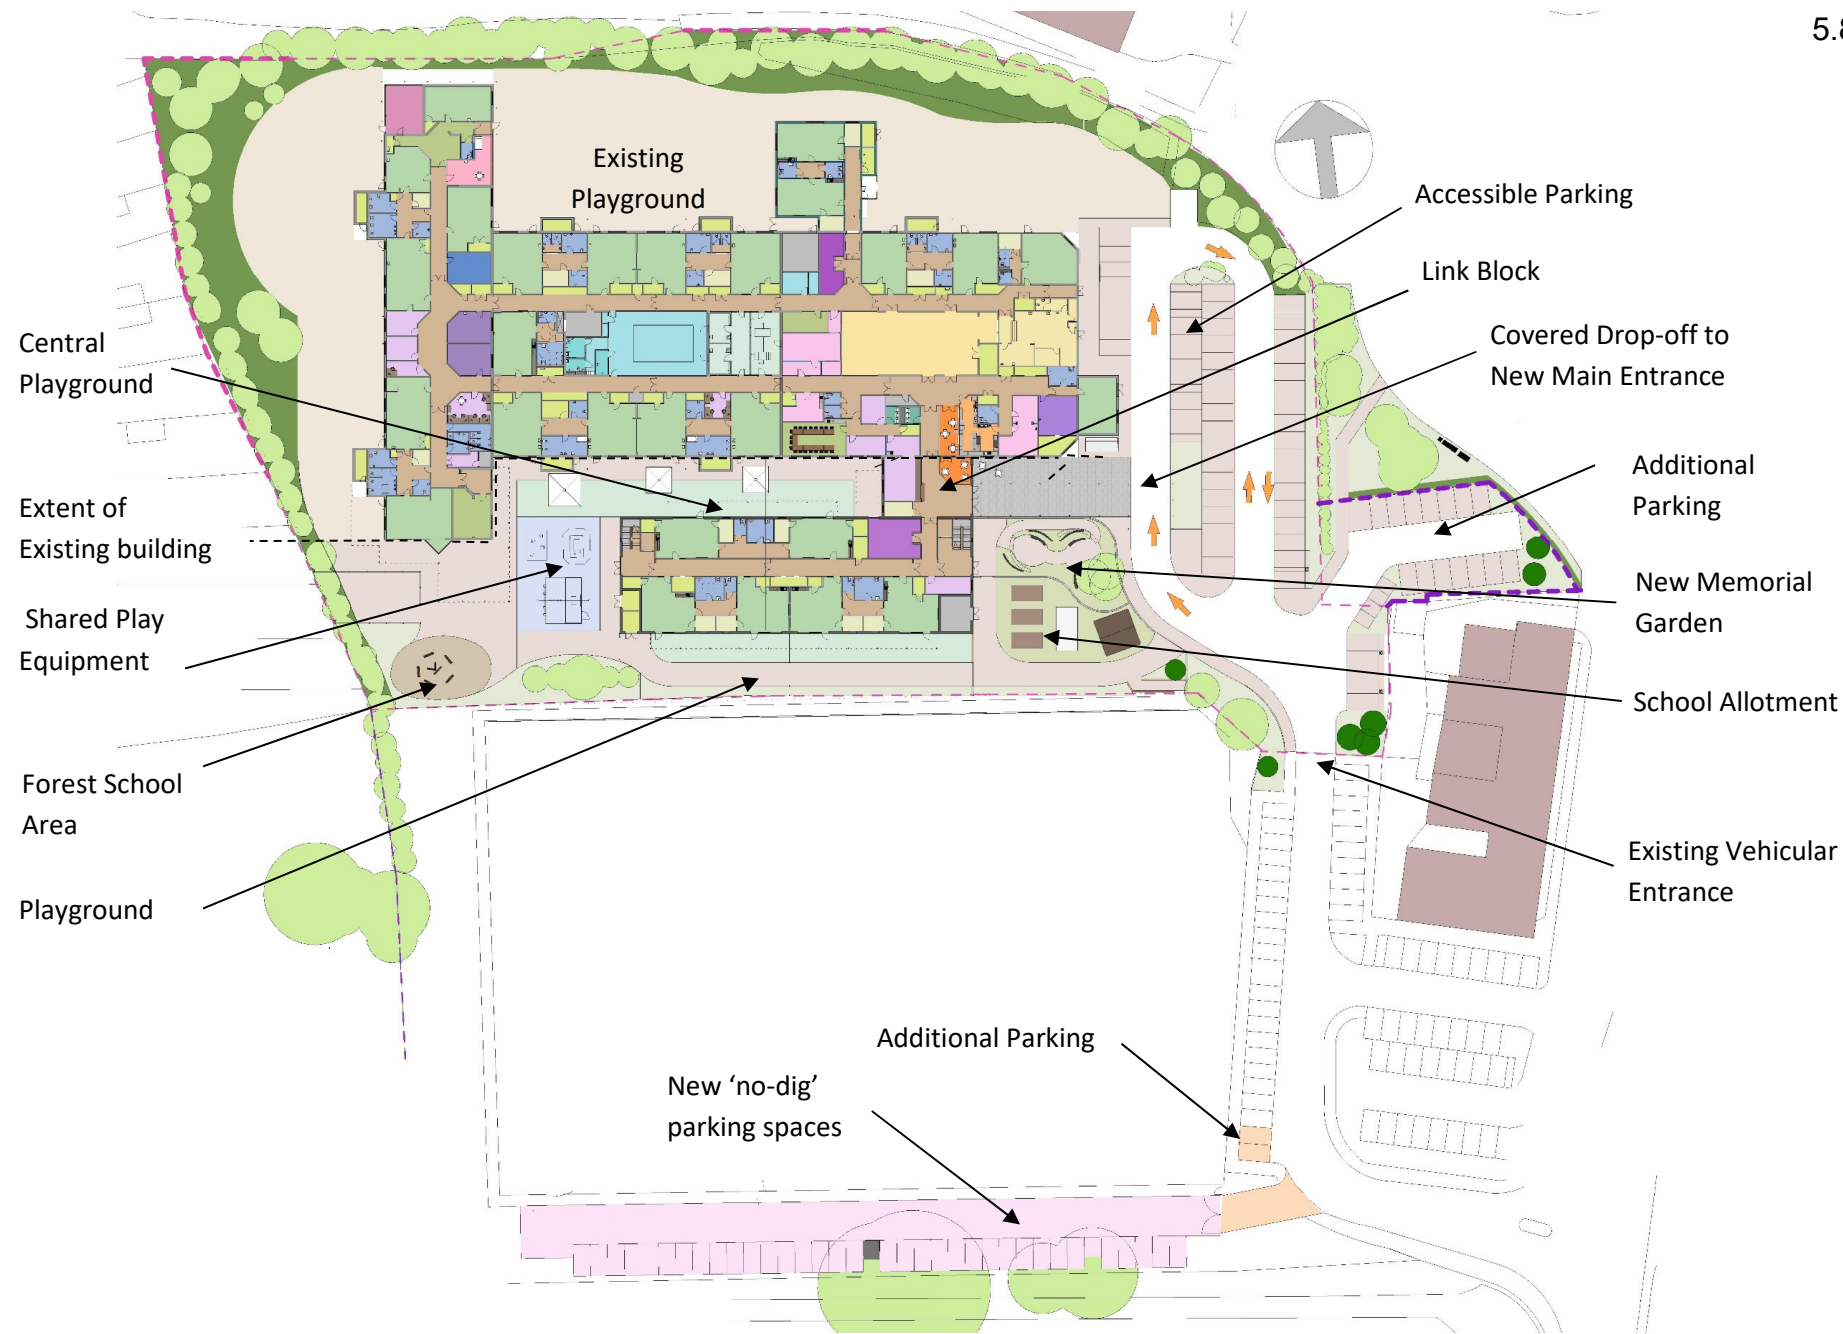 5.8
Existing
Playground
Accessible Parking
Link Block
Covered Drop-off to
New Main Entrance
Central
Playground
Additional
Parking
Extent of
Existing building
New Memorial
Garden
Shared Play
Equipment
School Allotment
Forest School
Area
Existing Vehicular
Entrance
Playground
Additional Parking
New ‘no-dig’
parking spaces